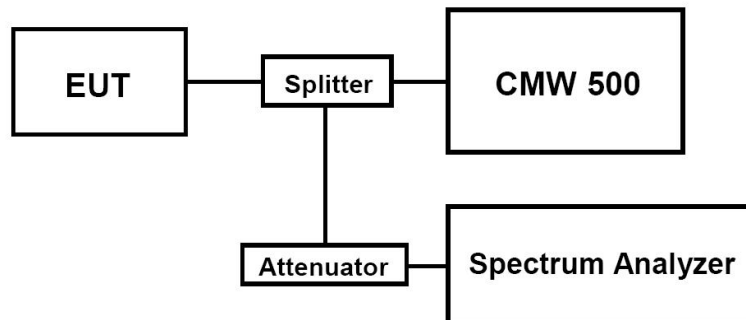 EUT
Splitter
CMW 500
Attenuator
Spectrum Analyzer